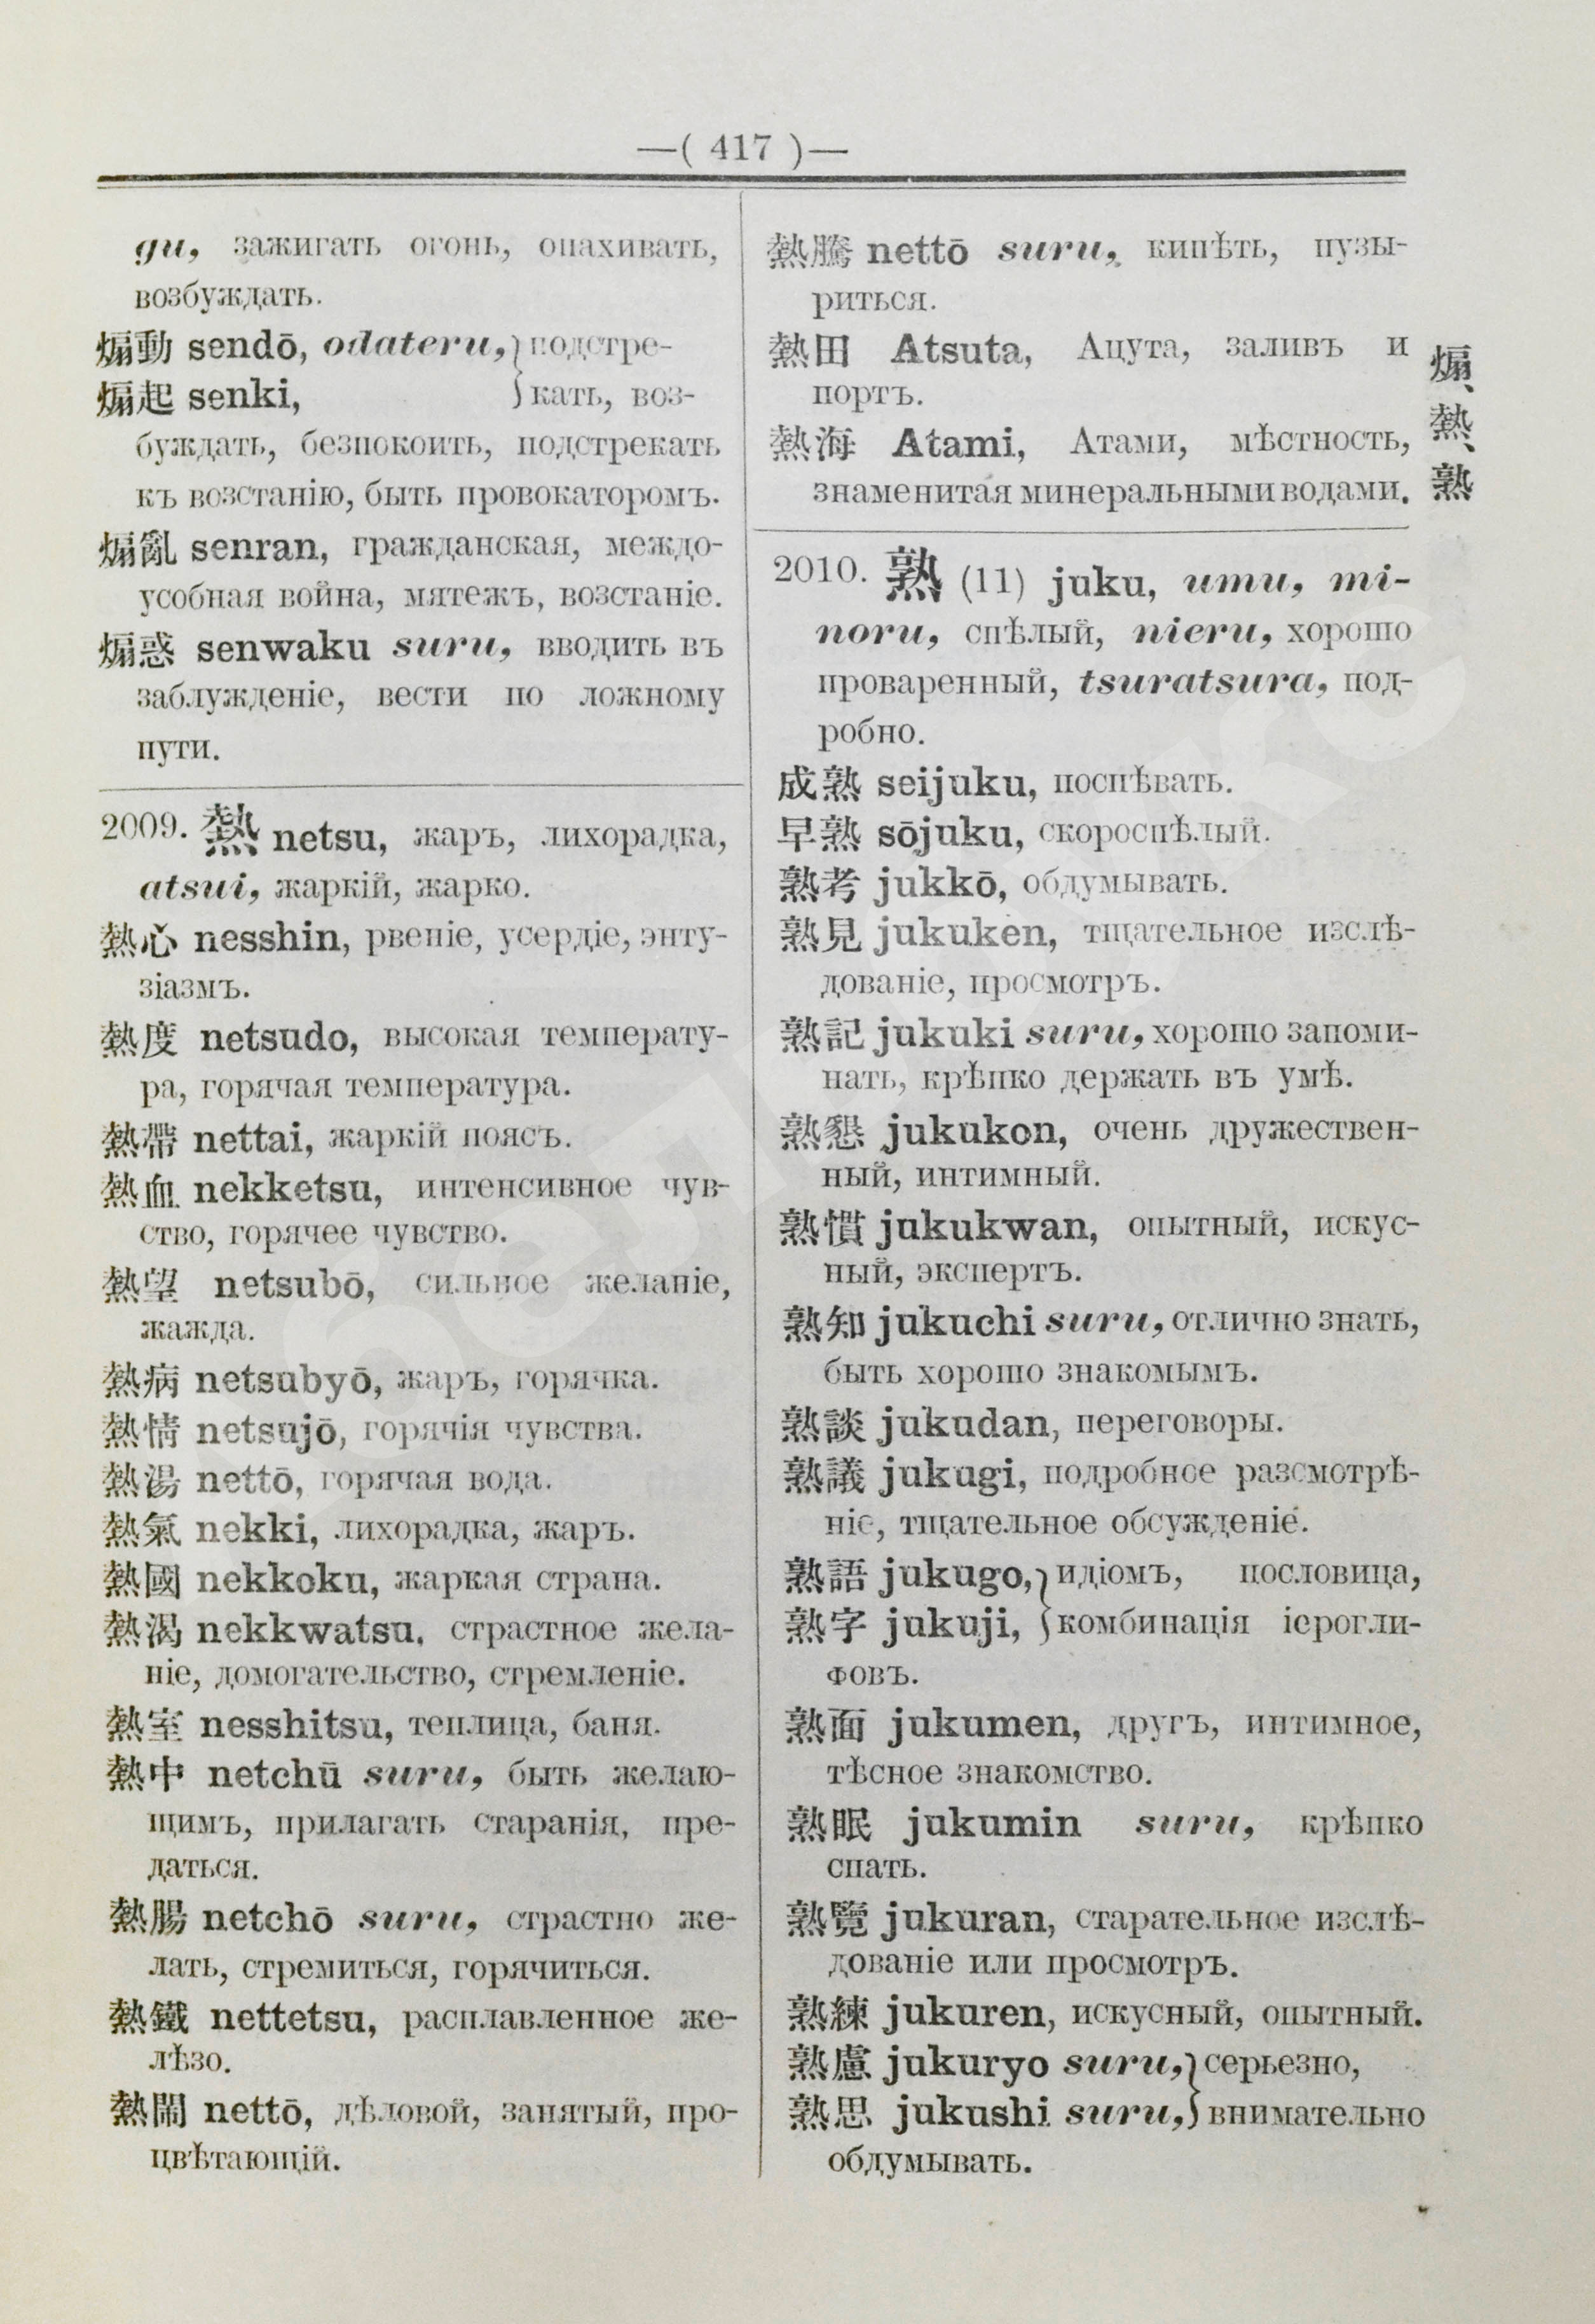 —( 417 )—
gu, зажигать огонь, опахивать,
возбуждать.
煽動 sendō, odateru, } подстре-
煽起 senki, } кать, воз-
буждать, безпокоить, подстрекать
къ возстанію, быть провокаторомъ.
煽亂 senran, гражданская, междо-
усобная война, мятежъ, возстаніе.
煽惑 senwaku suru, вводить въ
заблужденіе, вести по ложному
пути.
2009. 熱 netsu, жаръ, лихорадка,
atsui, жаркій, жарко.
熱心 nesshin, рвеніе, усердіе, энту-
зіазмъ.
熱度 netsudo, высокая температу-
ра, горячая температура.
熱帶 nettai, жаркій поясъ.
熱血 nekketsu, интенсивное чув-
ство, горячее чувство.
熱望 netsubō, сильное желаніе,
жажда.
熱病 netsubyō, жаръ, горячка.
熱情 netsujō, горячія чувства.
熱湯 nettō, горячая вода.
熱氣 nekki, лихорадка, жаръ.
熱國 nekkoku, жаркая страна.
熱渴 nekkwatsu, страстное жела-
ніе, домогательство, стремленіе.
熱室 nesshitsu, теплица, баня.
熱中 netchū suru, быть желаю-
щимъ, прилагать старанія, пре-
даться.
熱腸 netchō suru, страстно же-
лать, стремиться, горячиться.
熱鐵 nettetsu, расплавленное же-
лѣзо.
熱閙 nettō, дѣловой, занятый, про-
цвѣтающій.
熱騰 nettō suru, кипѣть, пузы-
риться.
熱田 Atsuta, Ацута, заливъ и
портъ.
熱海 Atami, Атами, мѣстность,
знаменитая минеральными водами.
2010. 熟 (11) juku, umu, mi-
noru, спѣлый, nieru, хорошо
проваренный, tsuratsura, под-
робно.
成熟 seijuku, поспѣвать.
早熟 sōjuku, скороспѣлый.
熟考 jukkō, обдумывать.
熟見 jukuken, тщательное изслѣ-
дованіе, просмотръ.
熟記 jukuki suru, хорошо запоми-
нать, крѣпко держать въ умѣ.
熟懇 jukukon, очень дружествен-
ный, интимный.
熟慣 jukukwan, опытный, искус-
ный, экспертъ.
熟知 jukuchi suru, отлично знать,
быть хорошо знакомымъ.
熟談 jukudan, переговоры.
熟議 jukugi, подробное разсмотрѣ-
ніе, тщательное обсужденіе.
熟語 jukugo, } идіомъ, пословица,
熟字 jukuji, } комбинація іерогли-
фовъ.
熟面 jukumen, другъ, интимное,
тѣсное знакомство.
熟眠 jukumin suru, крѣпко
спать.
熟覽 jukuran, старательное изслѣ-
дованіе или просмотръ.
熟練 jukuren, искусный, опытный.
熟慮 jukuryo suru, } серьезно,
熟思 jukushi suru, } внимательно
обдумывать.
煽、熱、熟